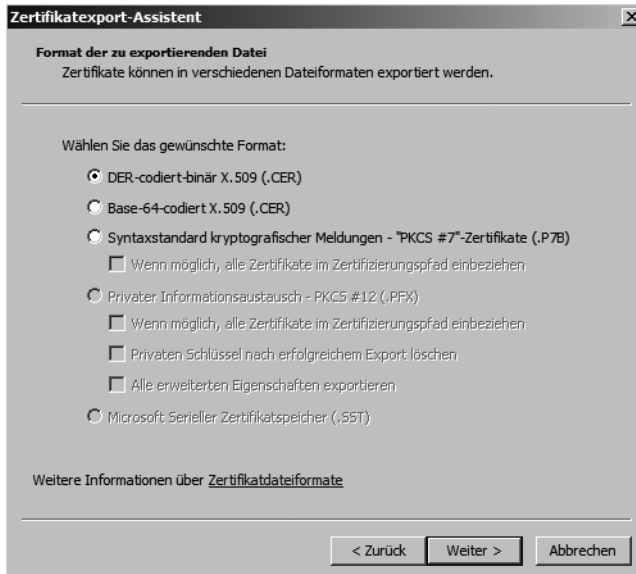 Zertifikatexport-Assistent
Format der zu exportierenden Datei
Zertifikate können in verschiedenen Dateiformaten exportiert werden.
Wählen Sie das gewünschte Format:
DER-codiert-binär X.509 (.CER)
Base-64-codiert X.509 (.CER)
Syntaxstandard kryptografischer Meldungen - "PKCS #7"-Zertifikate (.P7B)
Wenn möglich, alle Zertifikate im Zertifizierungspfad einbeziehen
Privater Informationsaustausch - PKCS #12 (.PFX)
Wenn möglich, alle Zertifikate im Zertifizierungspfad einbeziehen
Privaten Schlüssel nach erfolgreichem Export löschen
Alle erweiterten Eigenschaften exportieren
Microsoft Serieller Zertifikatspeicher (.SST)
Weitere Informationen über Zertifikatdateiformate
< Zurück Weiter > Abbrechen